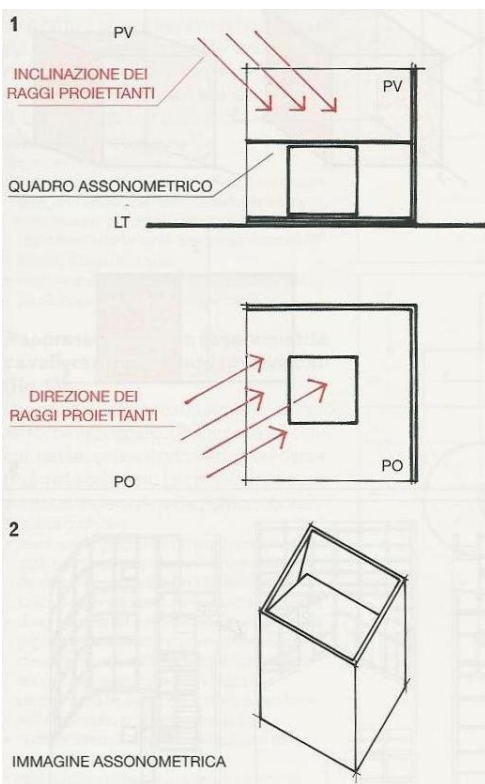 1
PV
INCLINAZIONE DEI
RAGGI PROIETTANTI
PV
QUADRO ASSONOMETRICO
LT
DIREZIONE DEI
RAGGI PROIETTANTI
PO
PO
2
IMMAGINE ASSONOMETRICA